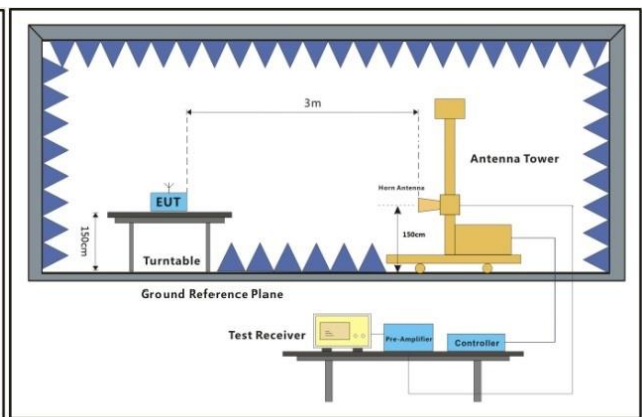 3m
Antenna Tower
Horn Antenna
EUT
150cm
150cm
Turntable
Ground Reference Plane
Test Receiver
Pre-Amplifier
Controller